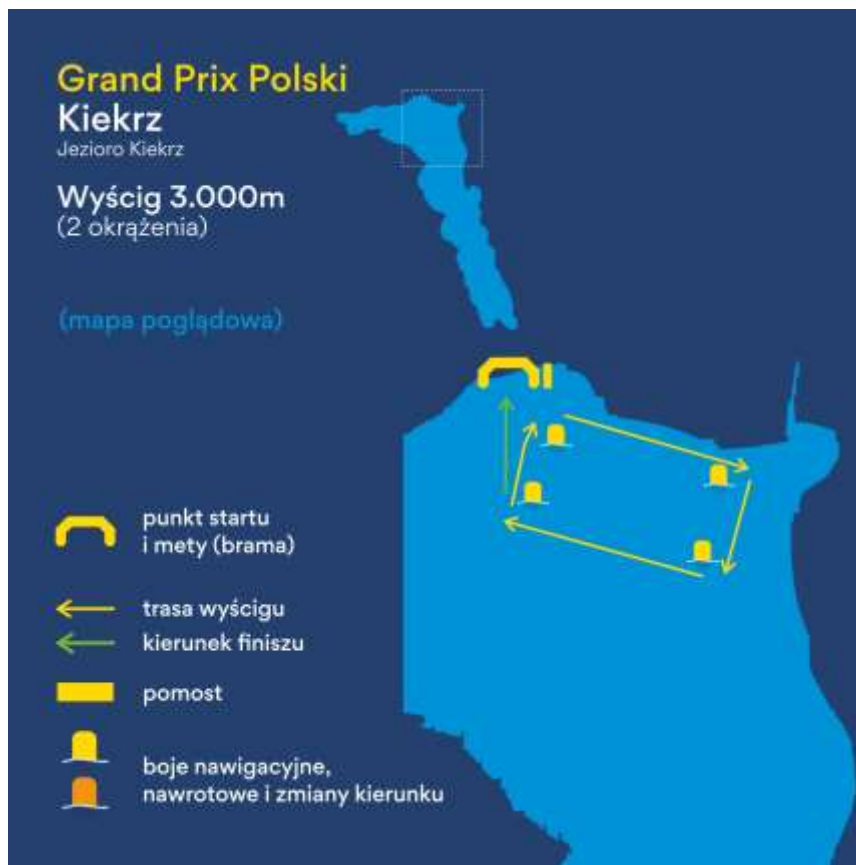 Grand Prix Polski
Kiekrz
Jezioro Kiekrz
Wyścig 3.000m
(2 okrążenia)
(mapa poglądowa)
punkt startu
i mety (brama)
trasa wyścigu
kierunek finiszu
pomost
boje nawigacyjne,
nawrotowe i zmiany kierunku